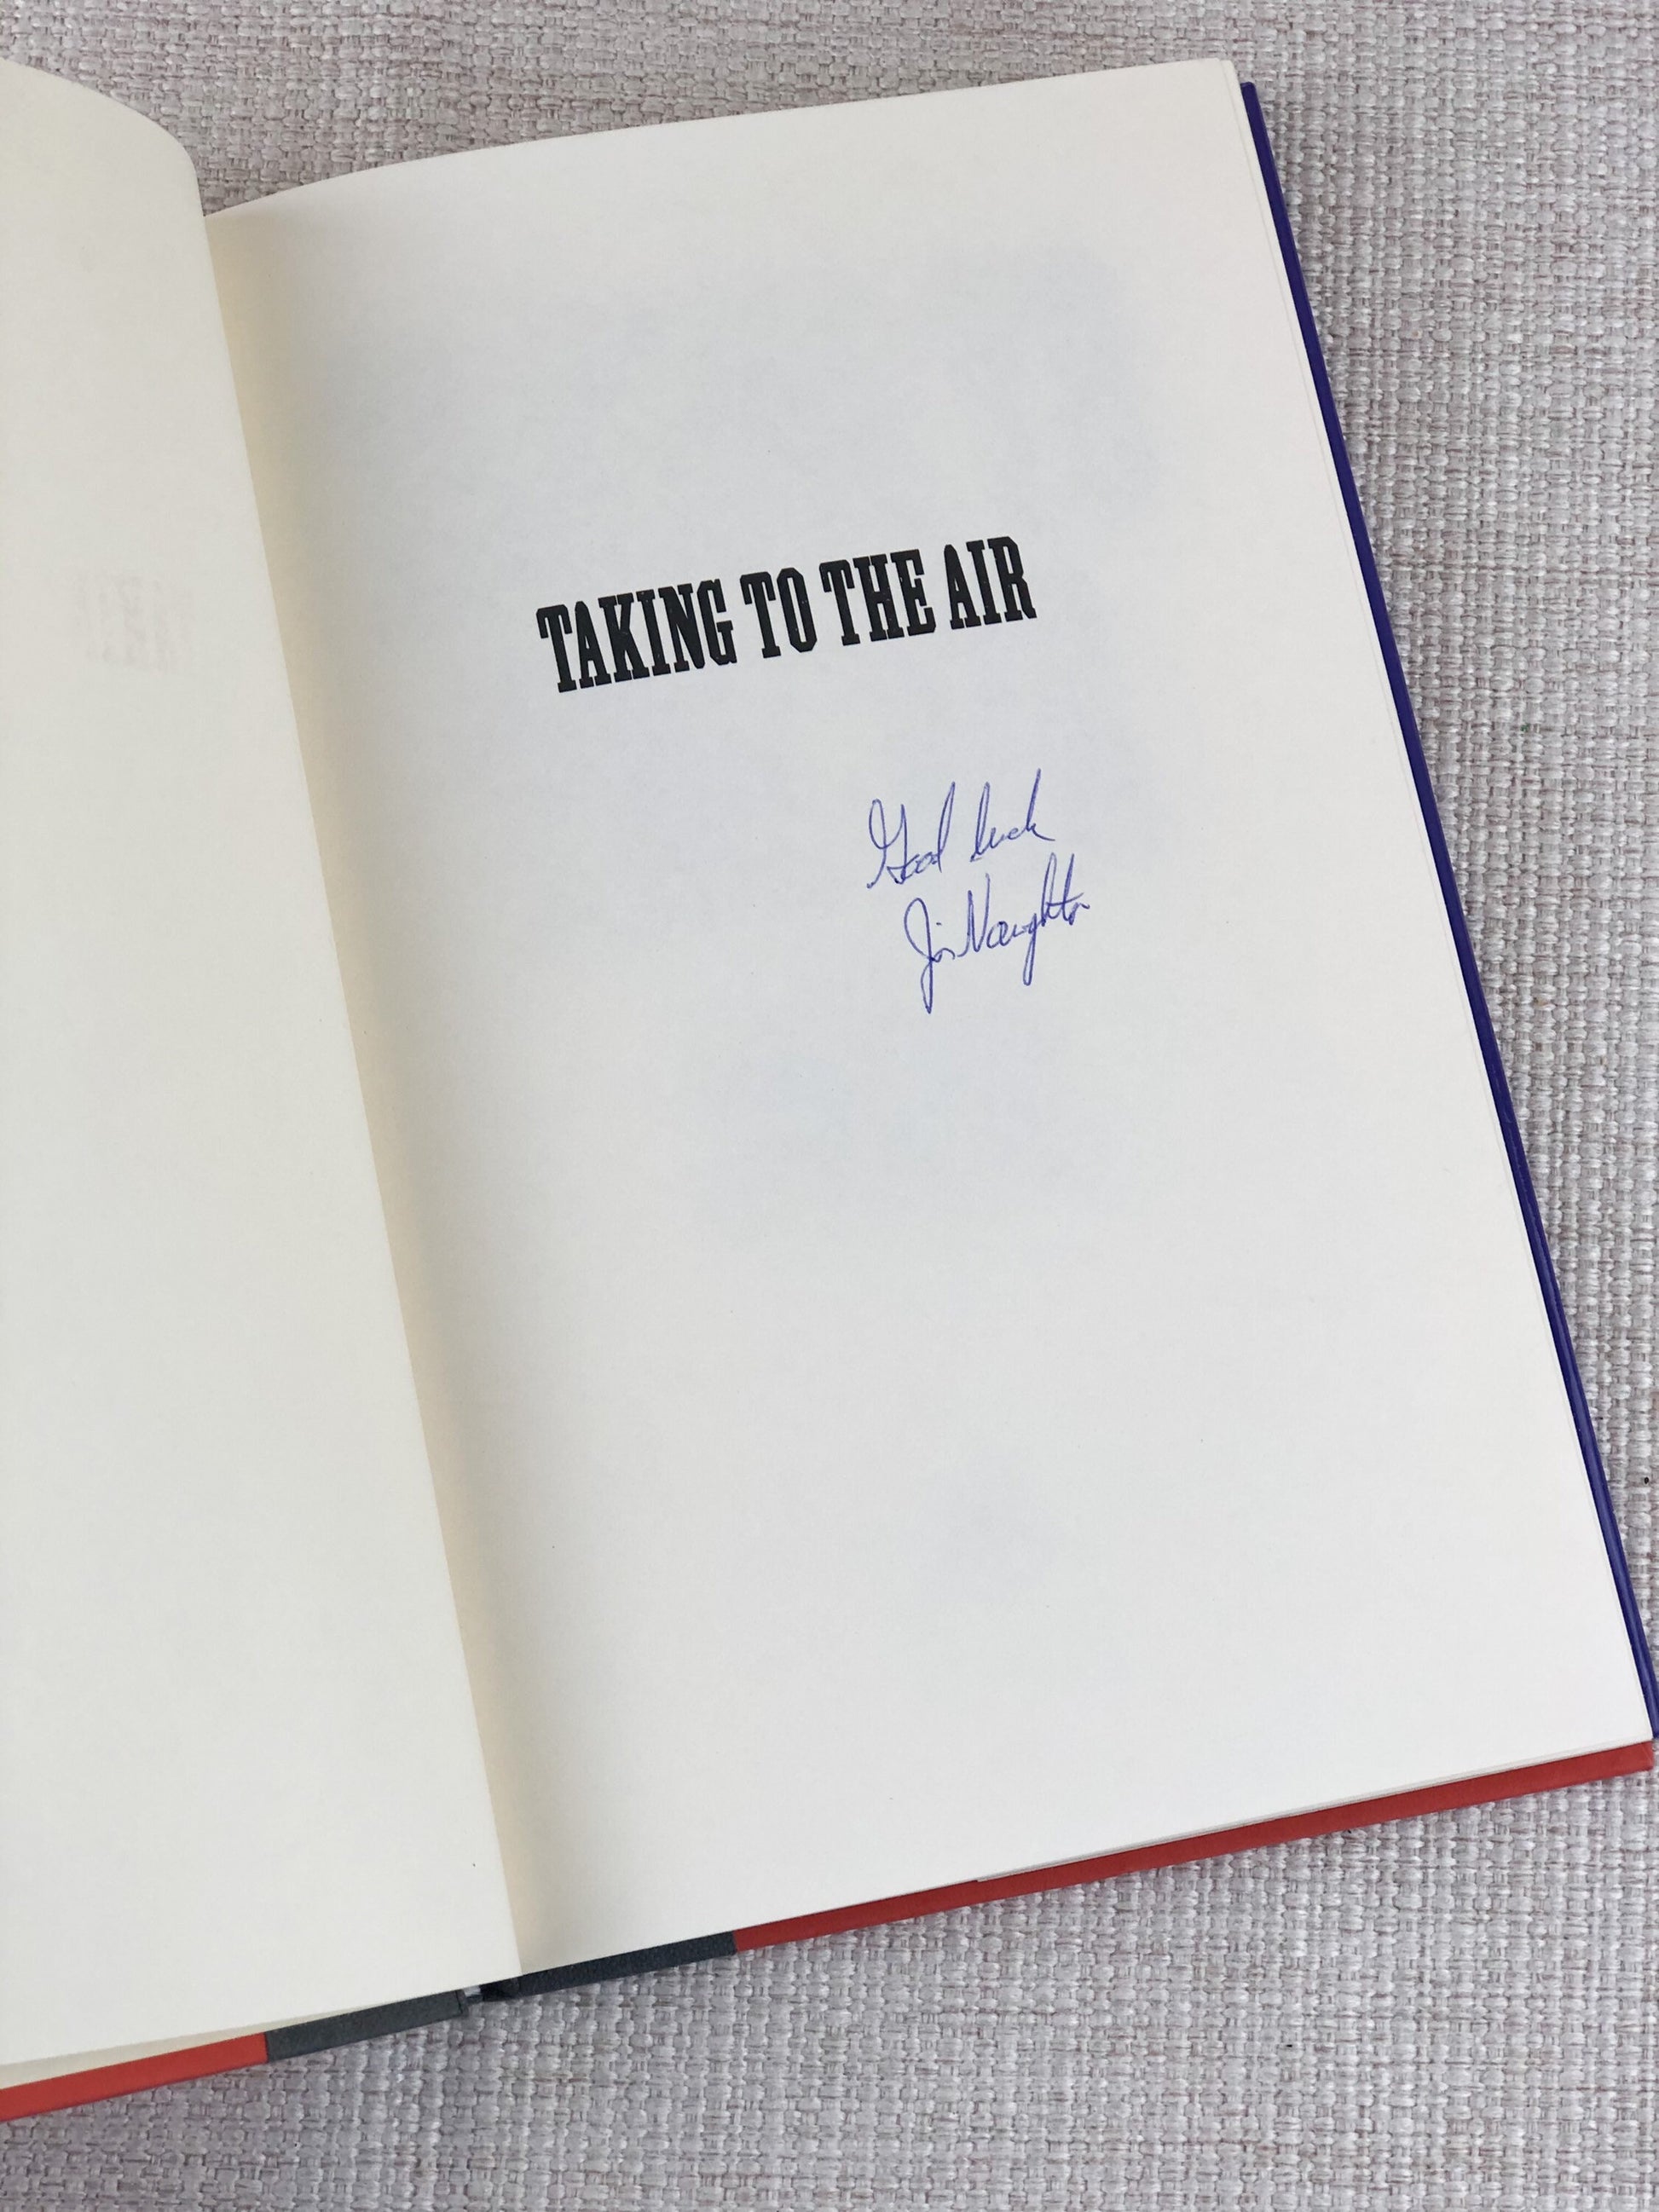 TAKING TO THE AIR
Good luck
Jim Naughton